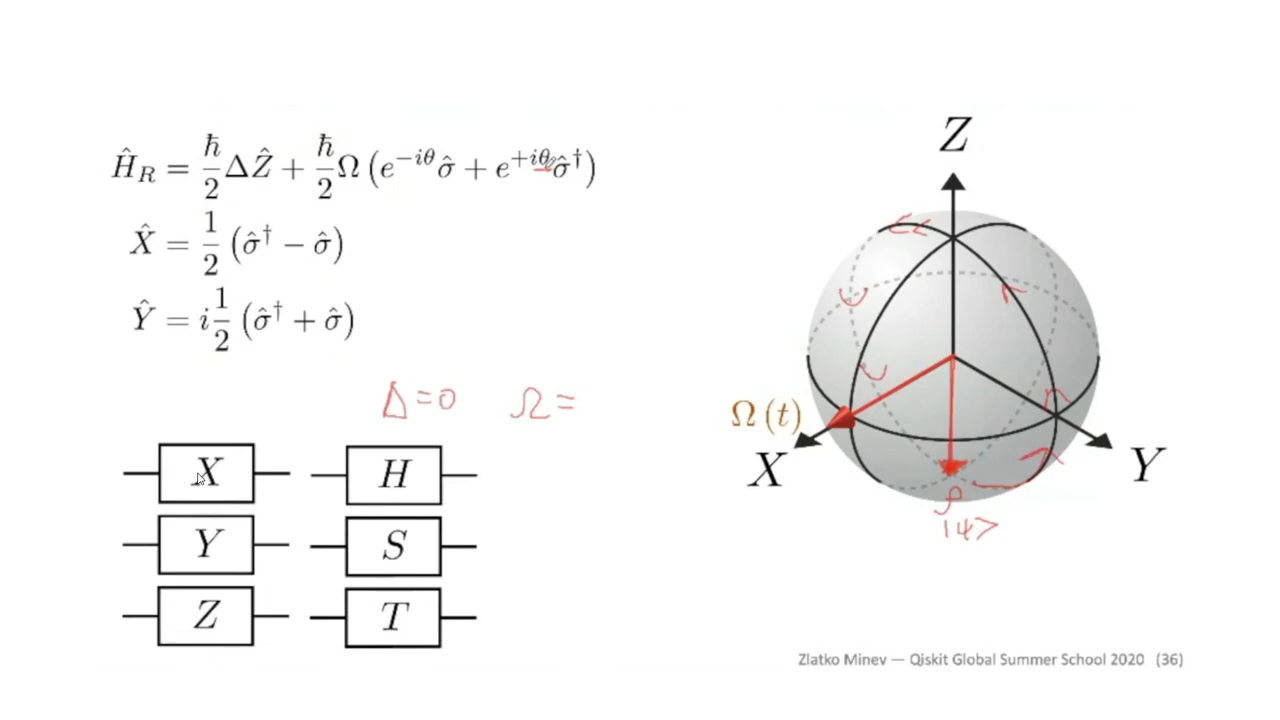 Ĥ_R = ħ/2 ΔẐ + ħ/2 Ω (e^{-iθ} σ̂ + e^{+iθ} σ̂†)
X̂ = 1/2 (σ̂† − σ̂)
Ŷ = i 1/2 (σ̂† + σ̂)
Δ=0 Ω=
X H
Y S
Z T
Z
Ω(t)
X
Y
ρ
|ψ>
Zlatko Minev — Qiskit Global Summer School 2020 (36)